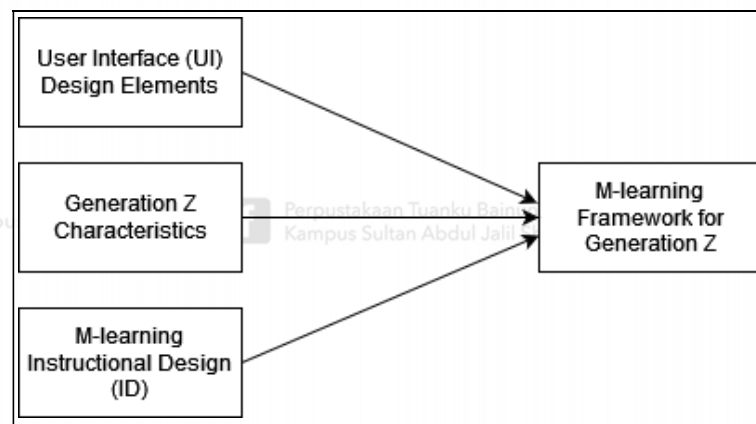 User Interface (UI)
Design Elements
Generation Z
Characteristics
Perpustakaan Tuanku
Kampus Sultan Abdul Jalil
M-learning
Framework for
Generation Z
M-learning
Instructional Design
(ID)